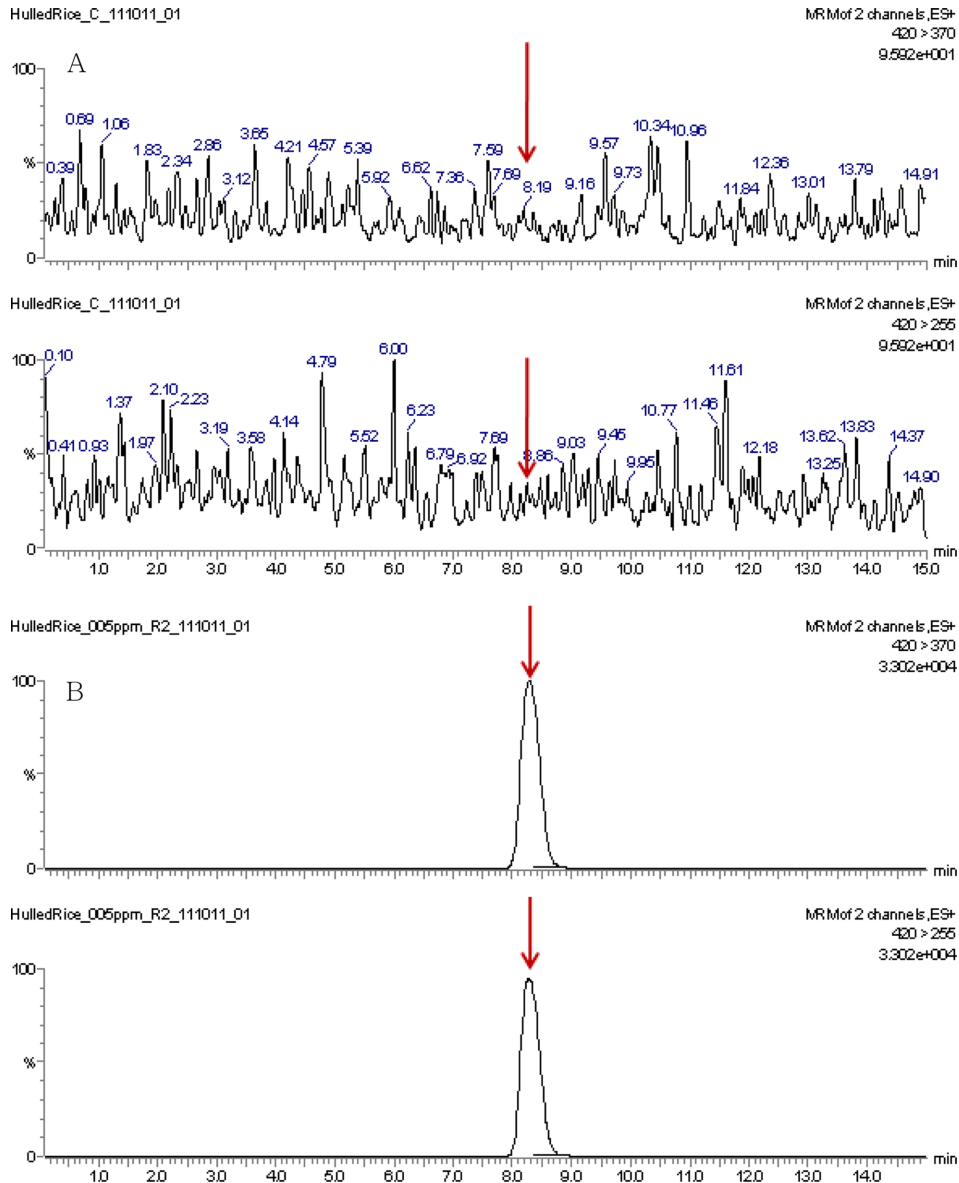 HulledRice_C_111011_01
MRM of 2 channels,ES+
420 > 370
9.592e+001
A
100
%
0
0.39
0.69
1.06
1.83
2.34
2.86
3.12
3.65
4.21
4.57
5.39
5.92
6.62
7.36
7.59
7.69
8.19
9.16
9.57
9.73
10.34
10.96
11.84
12.36
13.01
13.79
14.91
min
HulledRice_C_111011_01
MRM of 2 channels,ES+
420 > 255
9.592e+001
100
%
0
0.10
0.41
0.93
1.37
1.97
2.10
2.23
3.19
3.58
4.14
4.79
5.52
6.00
6.23
6.79
6.92
7.69
8.86
9.03
9.45
9.95
10.77
11.46
11.61
12.18
13.25
13.62
13.83
14.37
14.90
min
1.0 2.0 3.0 4.0 5.0 6.0 7.0 8.0 9.0 10.0 11.0 12.0 13.0 14.0 15.0
HulledRice_005ppm_R2_111011_01
MRM of 2 channels,ES+
420 > 370
3.302e+004
B
100
%
0
min
HulledRice_005ppm_R2_111011_01
MRM of 2 channels,ES+
420 > 255
3.302e+004
100
%
0
min
1.0 2.0 3.0 4.0 5.0 6.0 7.0 8.0 9.0 10.0 11.0 12.0 13.0 14.0